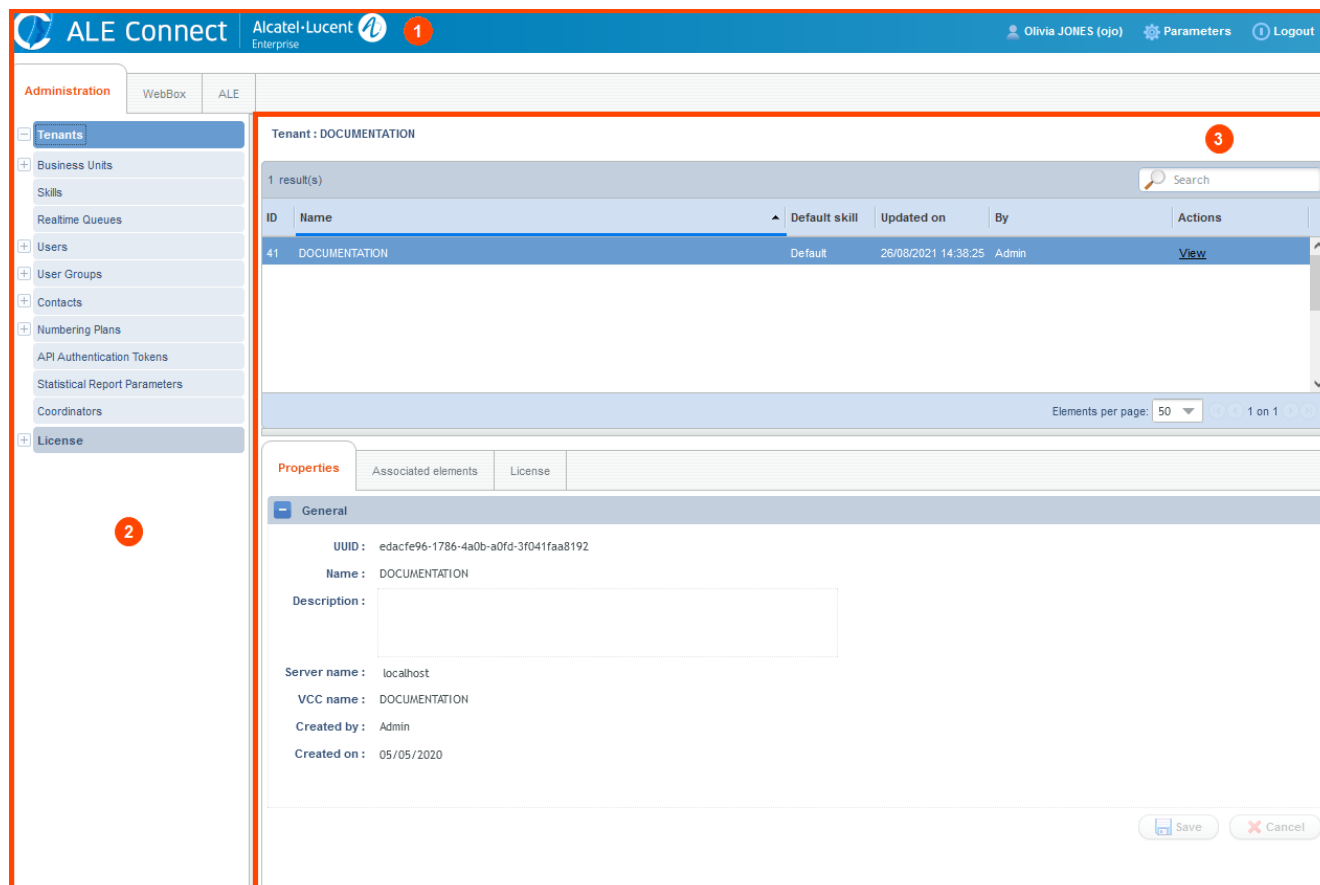 ALE Connect
Alcatel·Lucent
Enterprise
1
Olivia JONES (ojo)
Parameters
Logout
Administration
WebBox
ALE
Tenants
Business Units
Skills
Realtime Queues
Users
User Groups
Contacts
Numbering Plans
API Authentication Tokens
Statistical Report Parameters
Coordinators
License
2
Tenant : DOCUMENTATION
3
1 result(s)
Search
ID Name Default skill Updated on By Actions
41 DOCUMENTATION Default 26/08/2021 14:38:25 Admin View
Elements per page: 50 1 on 1
Properties
Associated elements
License
General
UUID : edacfe96-1786-4a0b-a0fd-3f041faa8192
Name : DOCUMENTATION
Description :
Server name : localhost
VCC name : DOCUMENTATION
Created by : Admin
Created on : 05/05/2020
Save
Cancel